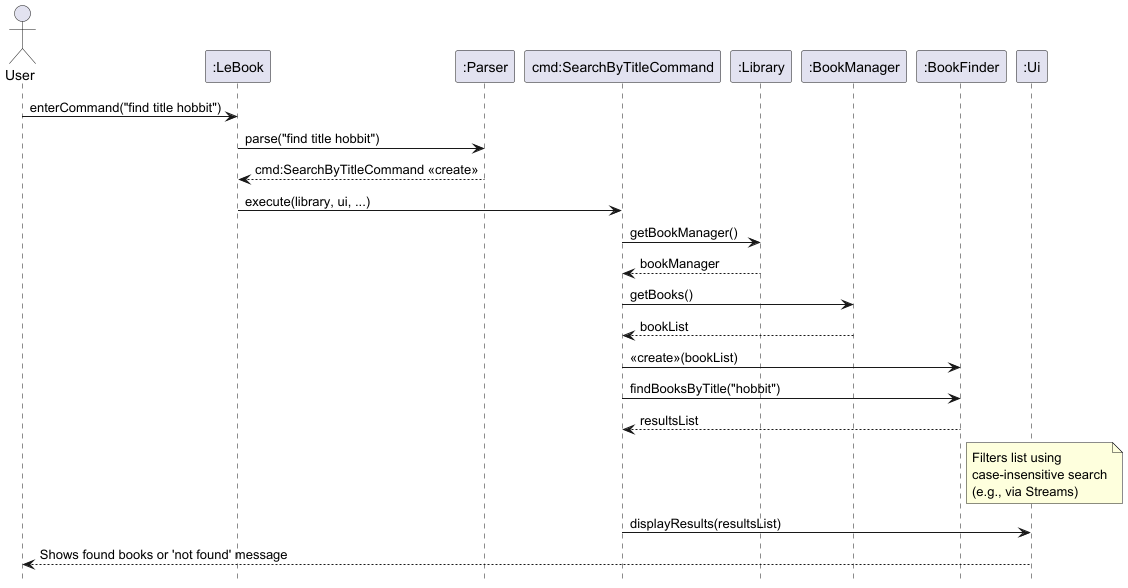 User
:LeBook
:Parser
cmd:SearchByTitleCommand
:Library
:BookManager
:BookFinder
:Ui
enterCommand("find title hobbit")
parse("find title hobbit")
cmd:SearchByTitleCommand «create»
execute(library, ui, ...)
getBookManager()
bookManager
getBooks()
bookList
«create»(bookList)
findBooksByTitle("hobbit")
resultsList
Filters list using
case-insensitive search
(e.g., via Streams)
displayResults(resultsList)
Shows found books or 'not found' message